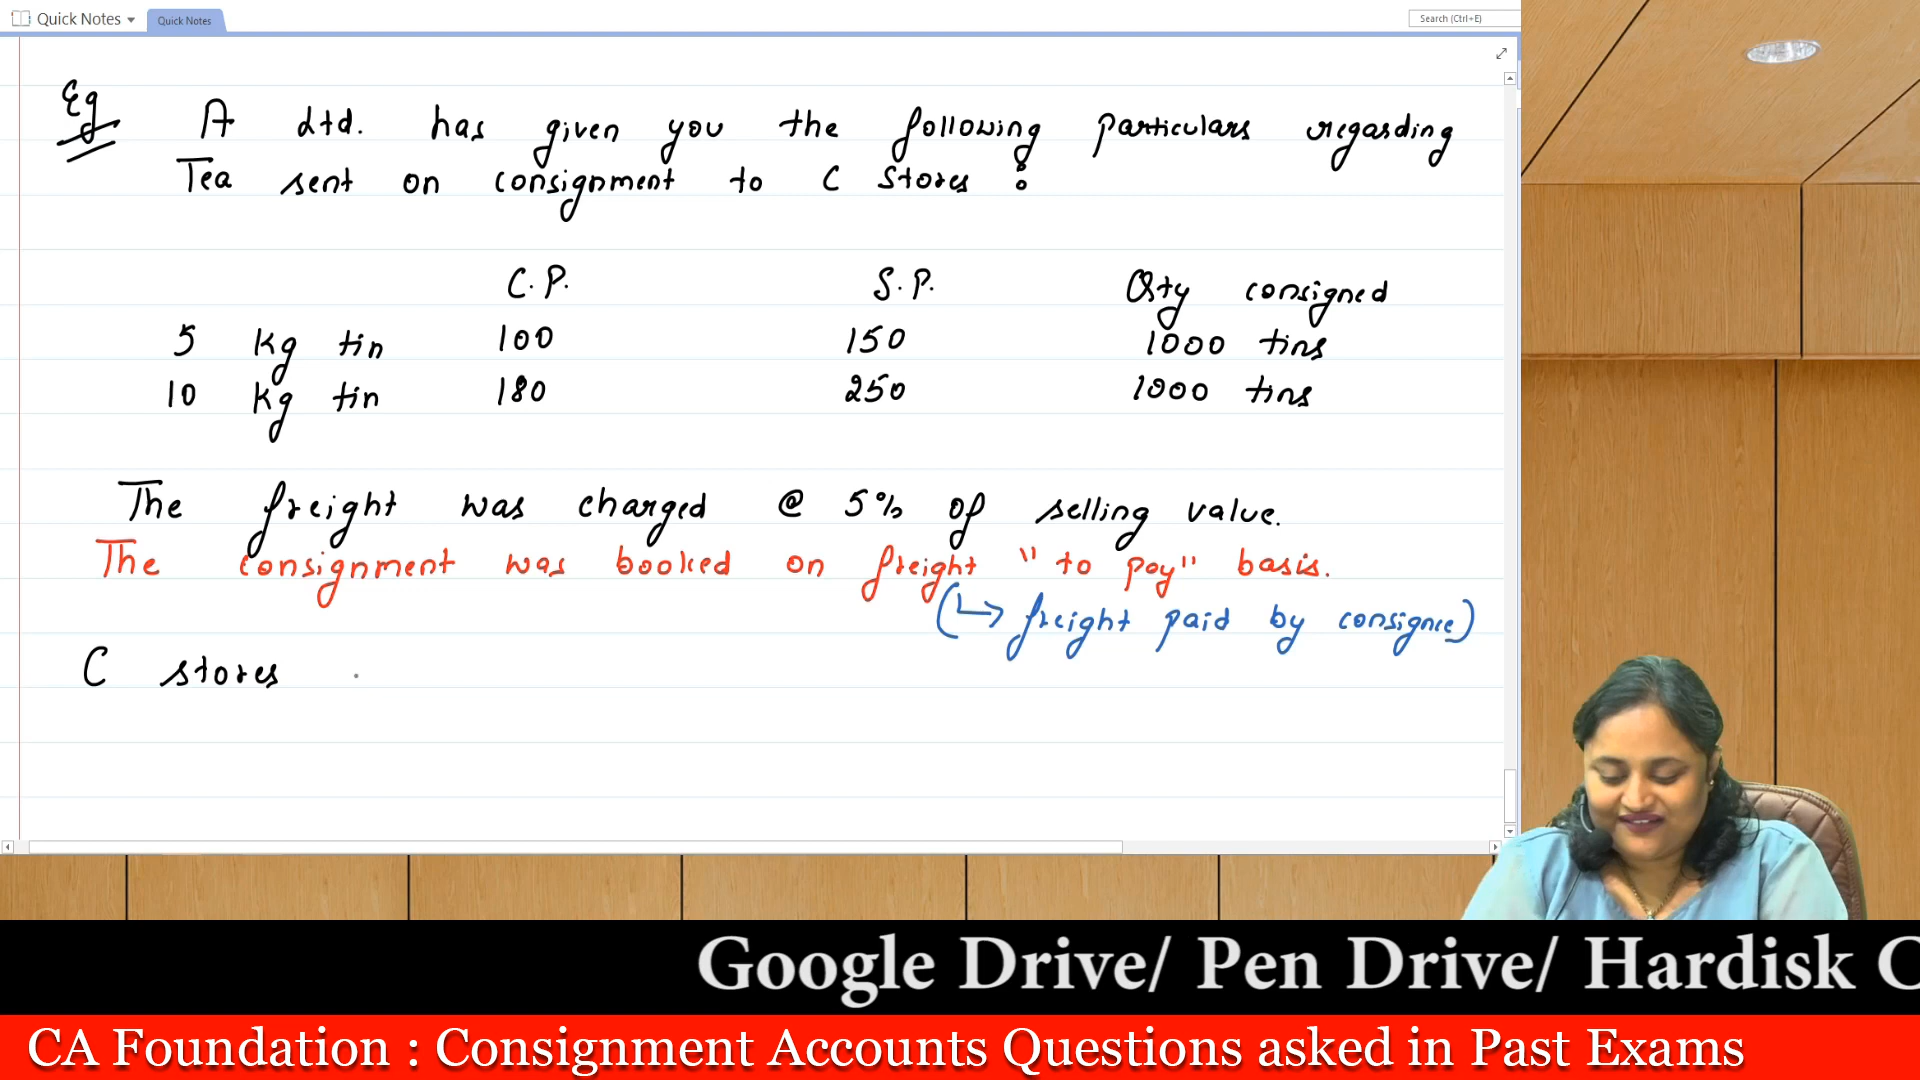 Quick Notes
Quick Notes
Search (Ctrl+E)
Eg A Ltd. has given you the following particulars regarding
Tea sent on consignment to C Stores :
C.P. S.P. Qty consigned
5 kg tin 100 150 1000 tins
10 kg tin 180 250 1000 tins
The freight was charged @ 5% of selling value.
The consignment was booked on freight "to pay" basis.
(↳ freight paid by consignee)
C stores
Google Drive/ Pen Drive/ Hardisk C
CA Foundation : Consignment Accounts Questions asked in Past Exams